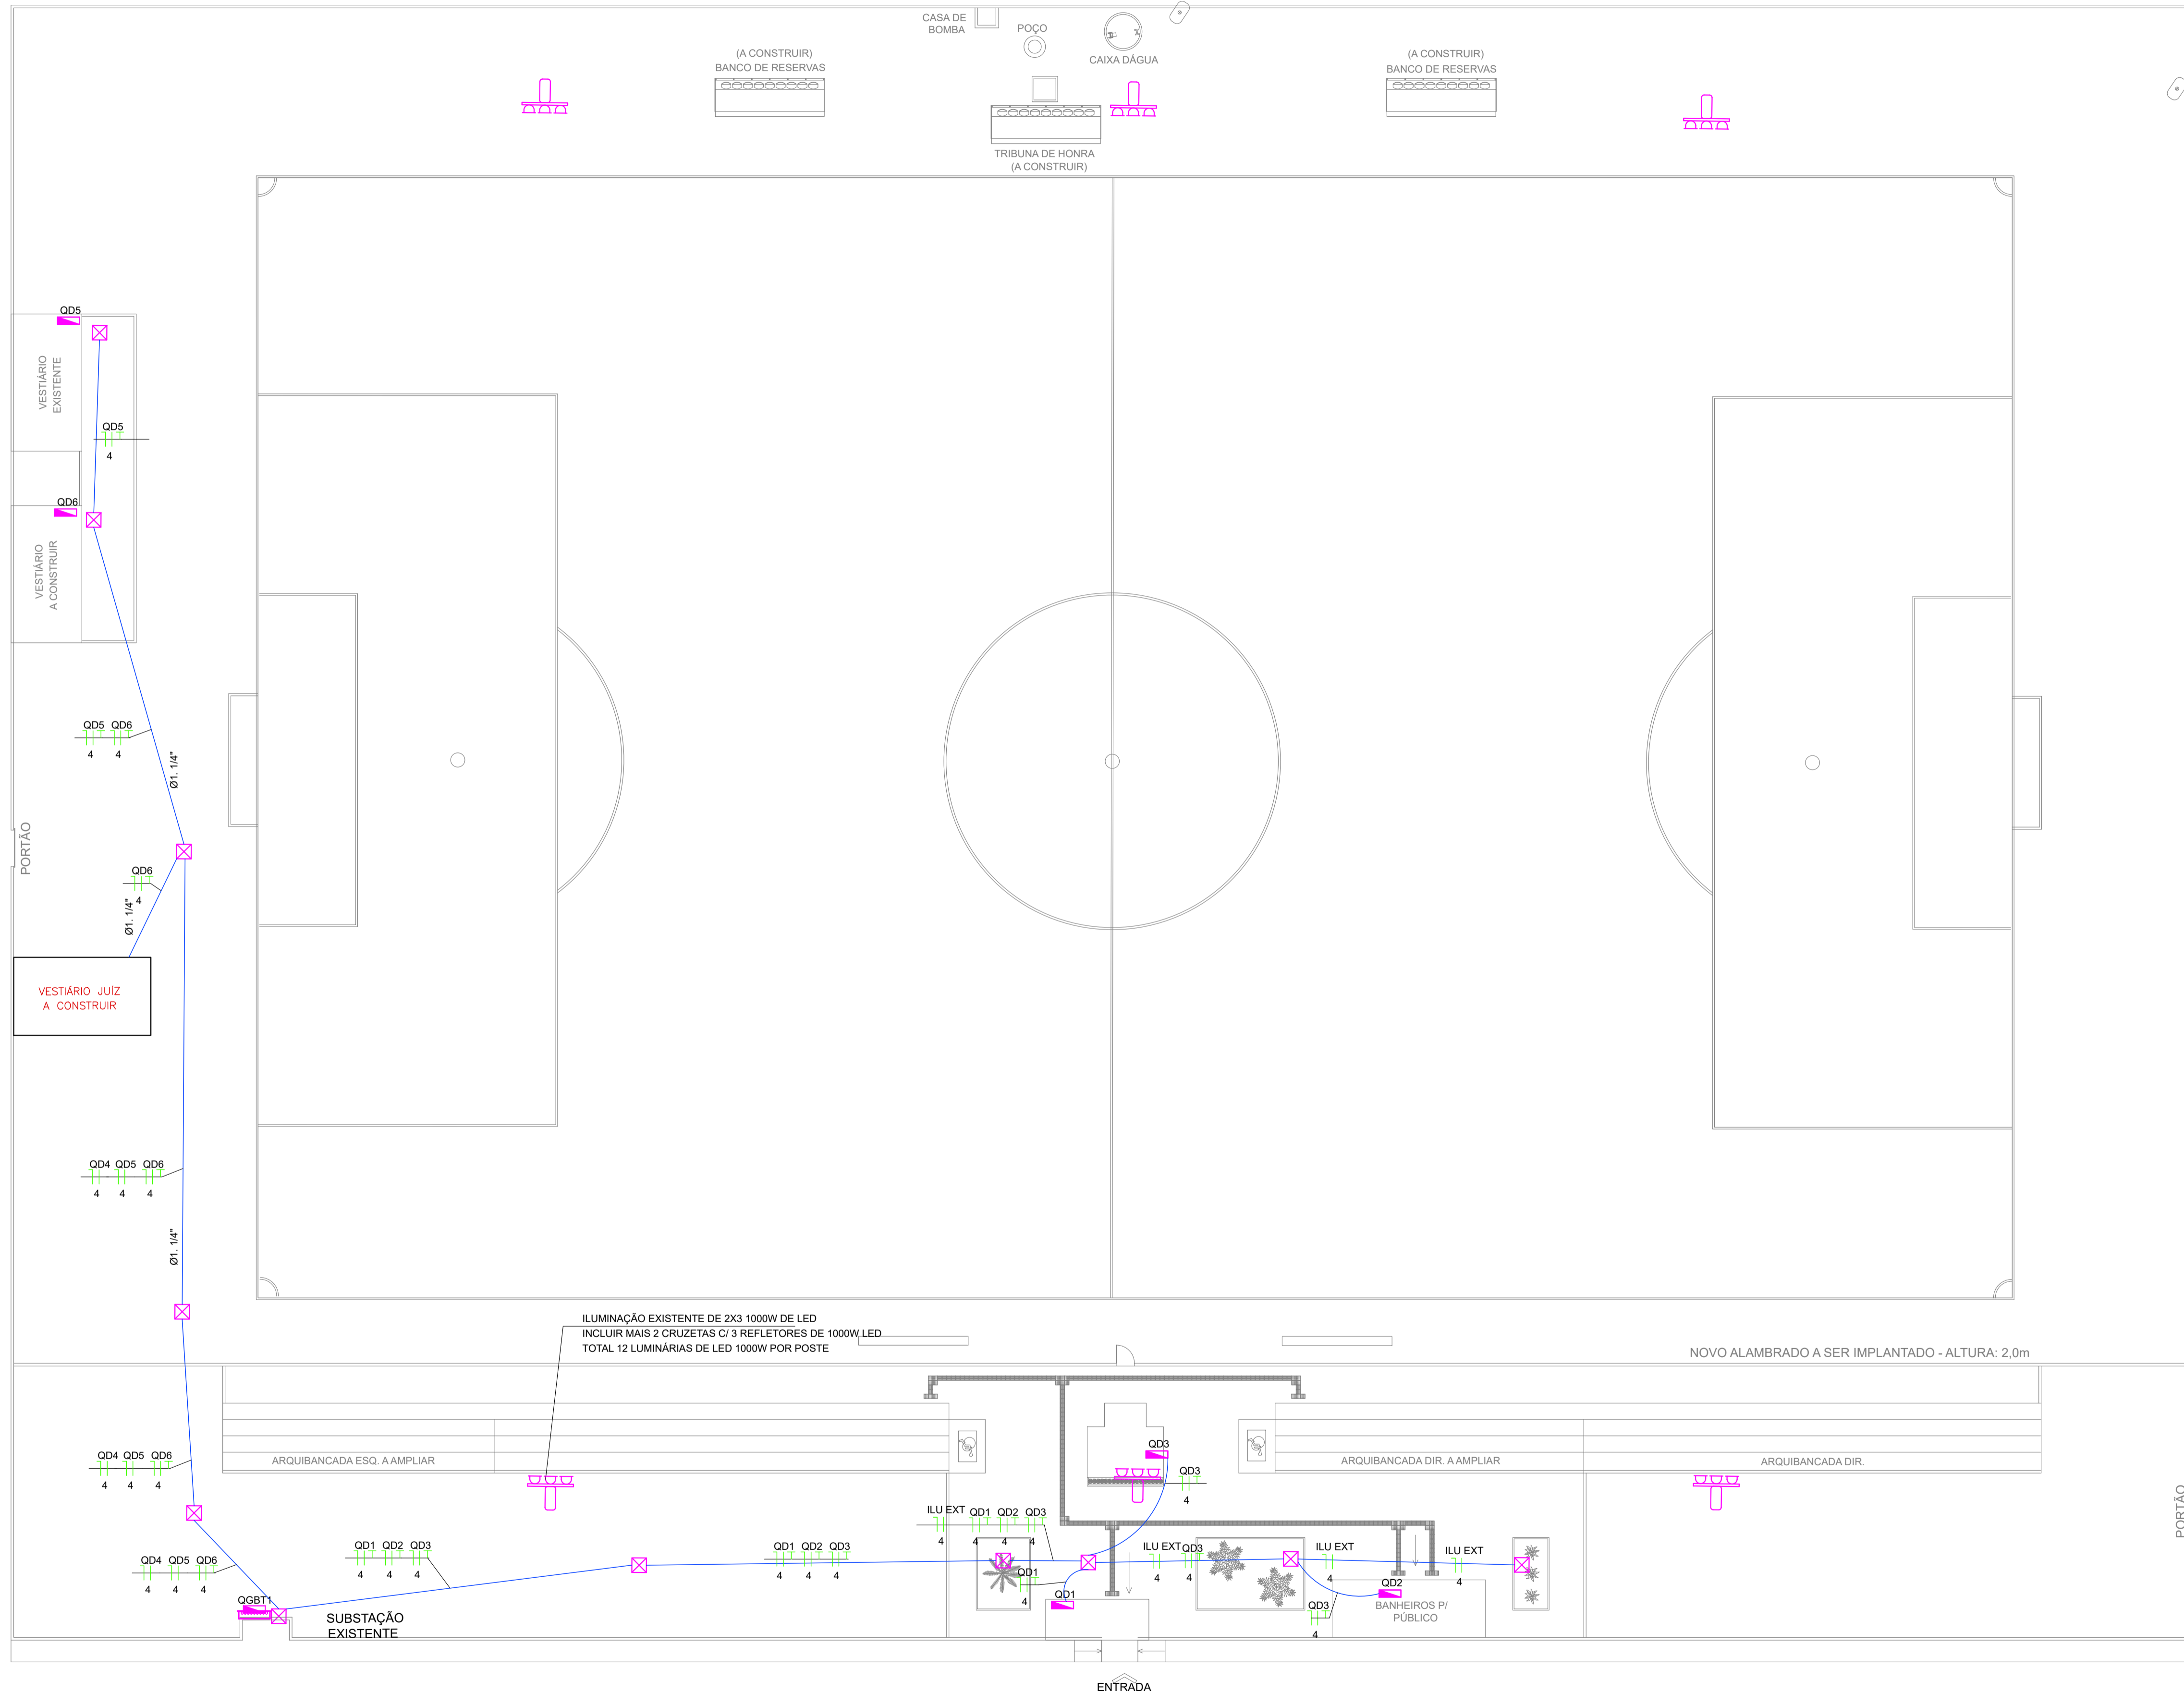 CASA DE
BOMBA
POÇO
CAIXA DÁGUA
(A CONSTRUIR)
BANCO DE RESERVAS
(A CONSTRUIR)
BANCO DE RESERVAS
TRIBUNA DE HONRA
(A CONSTRUIR)
QD5
VESTIÁRIO
EXISTENTE
QD5
4
QD6
VESTIÁRIO
A CONSTRUIR
QD5 QD6
4 4
Ø1. 1/4"
PORTÃO
QD6
4
Ø1. 1/4"
VESTIÁRIO JUÍZ
A CONSTRUIR
QD4 QD5 QD6
4 4 4
Ø1. 1/4"
ILUMINAÇÃO EXISTENTE DE 2X3 1000W DE LED
INCLUIR MAIS 2 CRUZETAS C/ 3 REFLETORES DE 1000W LED
TOTAL 12 LUMINÁRIAS DE LED 1000W POR POSTE
NOVO ALAMBRADO A SER IMPLANTADO - ALTURA: 2,0m
QD4 QD5 QD6
4 4 4
ARQUIBANCADA ESQ. A AMPLIAR
QD3
ARQUIBANCADA DIR. A AMPLIAR
ARQUIBANCADA DIR.
QD3
4
PORTÃO
ILU EXT QD1 QD2 QD3
4 4 4 4
QD4 QD5 QD6
4 4 4
QD1 QD2 QD3
4 4 4
QD1 QD2 QD3
4 4 4
ILU EXT QD3
4 4
ILU EXT
4
ILU EXT
4
QD1
4
QD1
QD2
BANHEIROS P/
PÚBLICO
QD3
4
QGBT1
SUBSTAÇÃO
EXISTENTE
ENTRADA